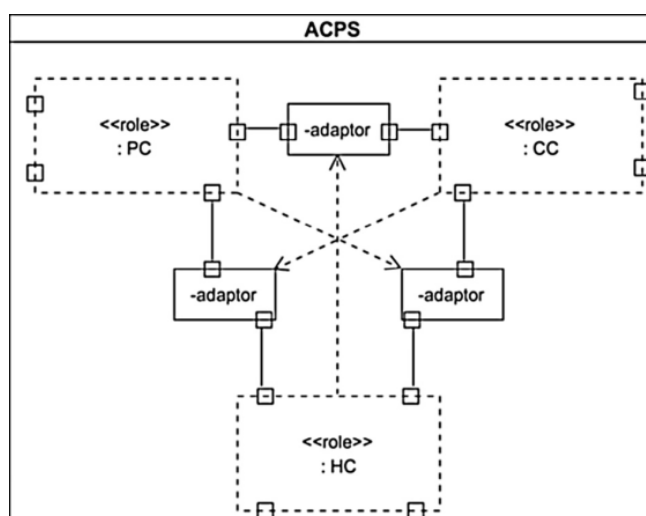 ACPS
<<role>>
: PC
-adaptor
<<role>>
: CC
-adaptor
-adaptor
<<role>>
: HC